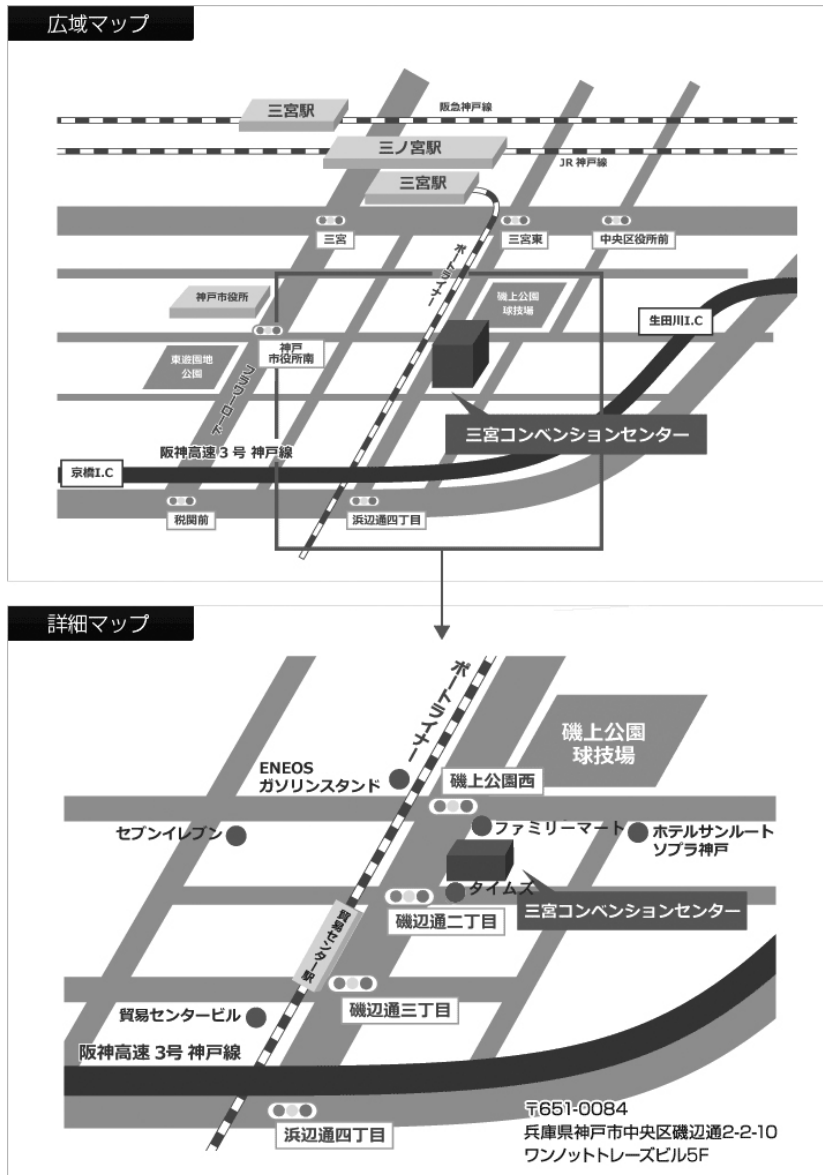 広域マップ
三宮駅
阪急神戸線
三ノ宮駅
JR 神戸線
三宮駅
三宮
三宮東
中央区役所前
ポートライナー
神戸市役所
磯上公園
球技場
生田川I.C
神戸
市役所南
東遊園地
公園
フラワーロード
三宮コンベンションセンター
阪神高速 3 号 神戸線
京橋I.C
税関前
浜辺通四丁目
詳細マップ
ポートライナー
磯上公園
球技場
ENEOS
ガソリンスタンド
磯上公園西
セブンイレブン
ファミリーマート
ホテルサンルート
ソプラ神戸
タイムズ
三宮コンベンションセンター
磯辺通二丁目
貿易センター駅
磯辺通三丁目
貿易センタービル
阪神高速 3号 神戸線
浜辺通四丁目
〒651-0084
兵庫県神戸市中央区磯辺通2-2-10
ワンノットトレーズビル5F